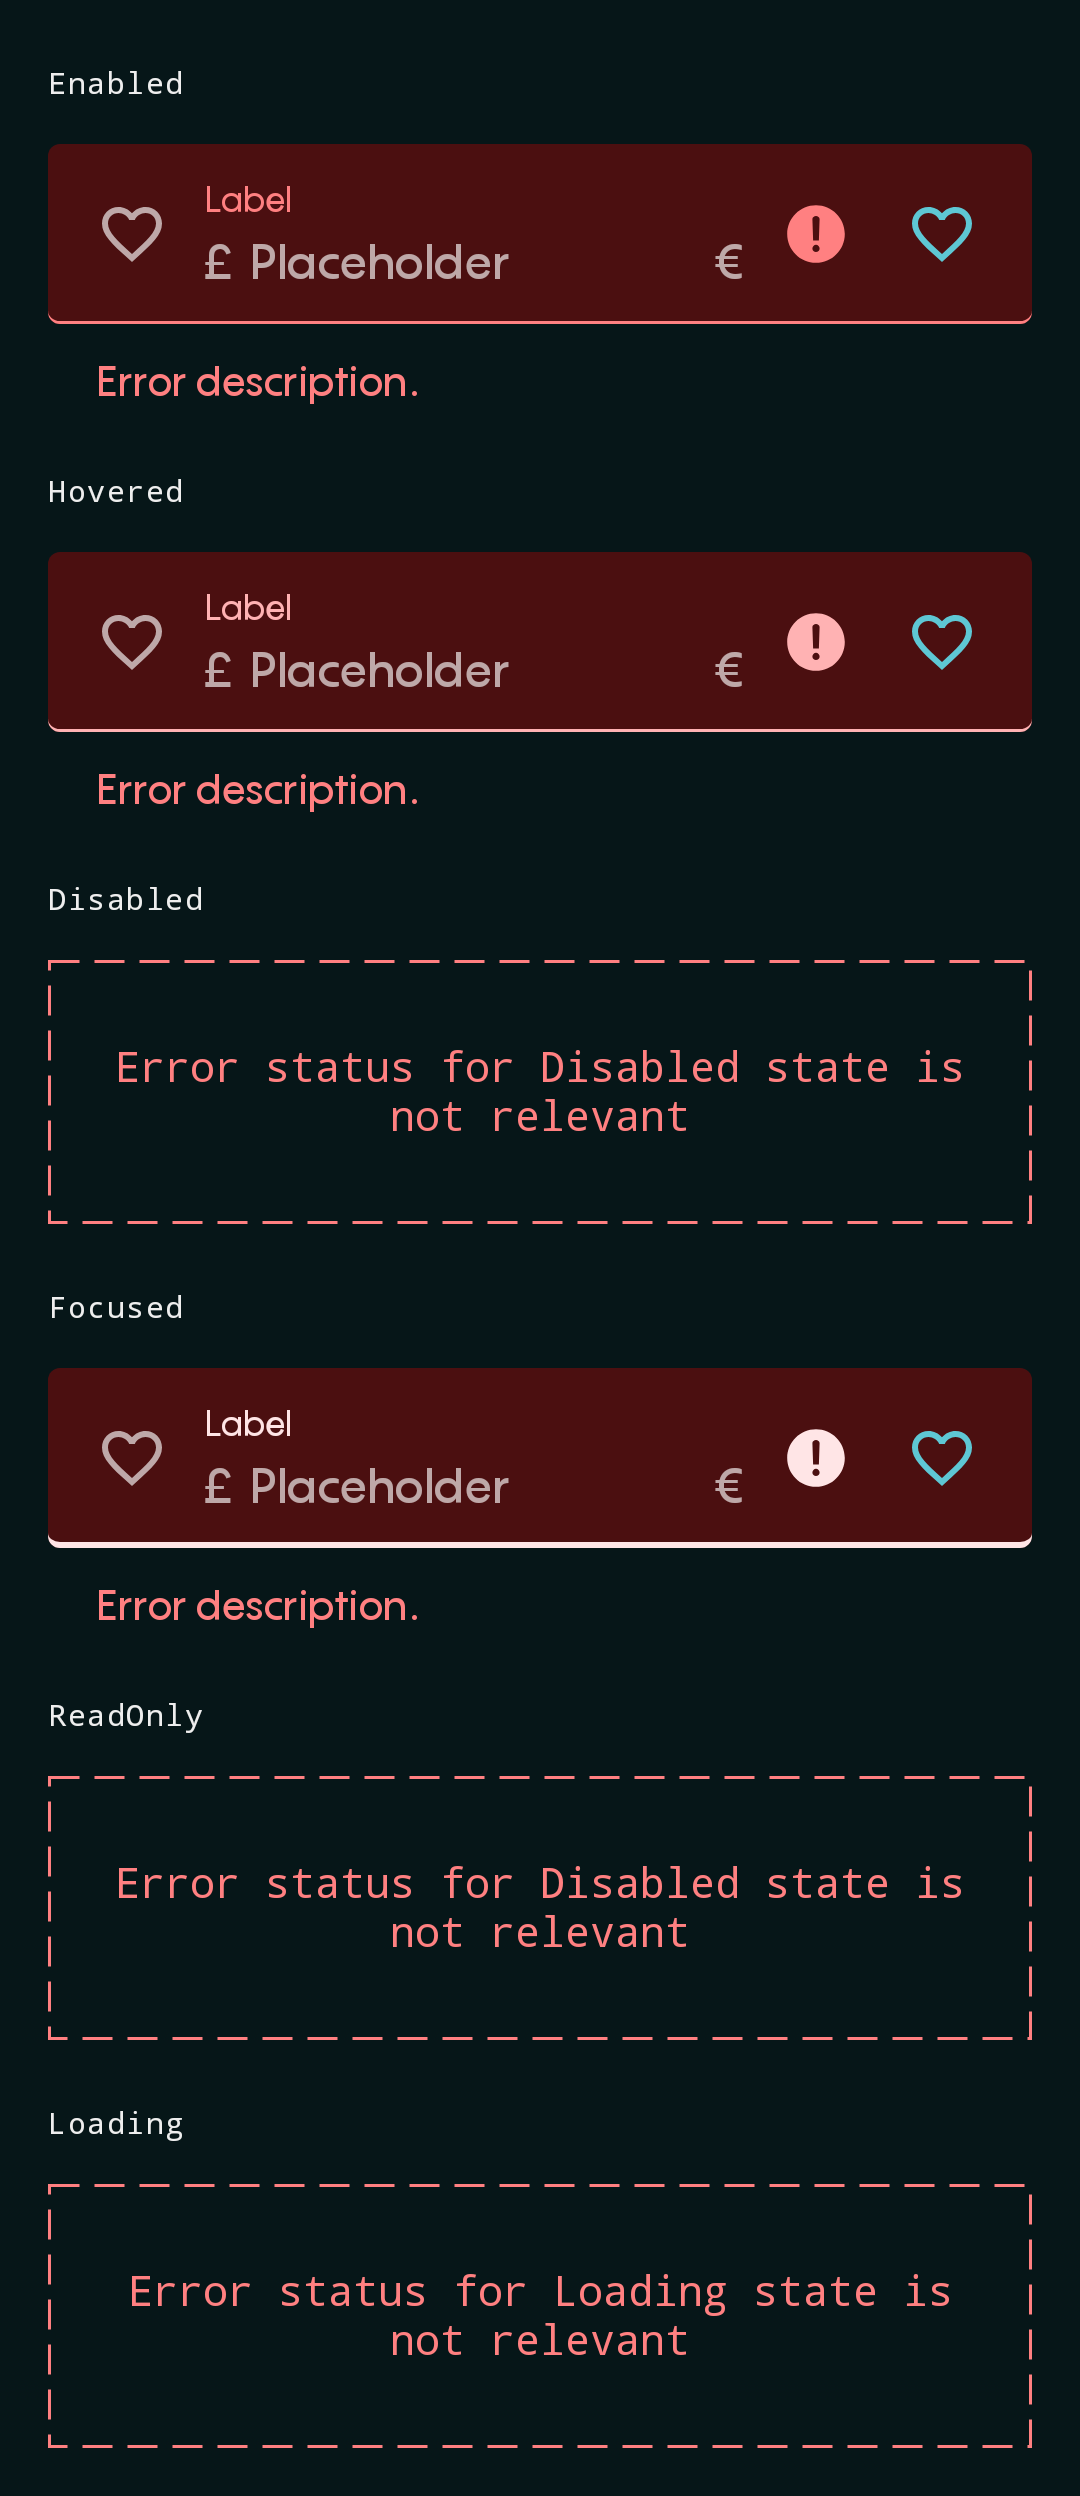 Enabled
Label
£ Placeholder €
Error description.
Hovered
Label
£ Placeholder €
Error description.
Disabled
Error status for Disabled state is
not relevant
Focused
Label
£ Placeholder €
Error description.
ReadOnly
Error status for Disabled state is
not relevant
Loading
Error status for Loading state is
not relevant